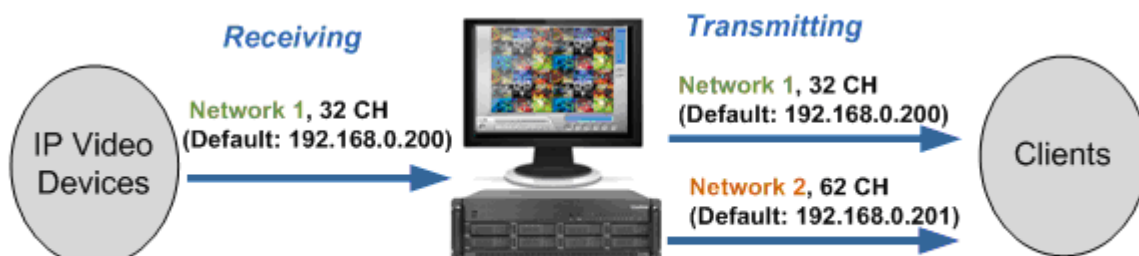 Receiving
Transmitting
IP Video
Devices
Network 1, 32 CH
(Default: 192.168.0.200)
Network 1, 32 CH
(Default: 192.168.0.200)
Network 2, 62 CH
(Default: 192.168.0.201)
Clients